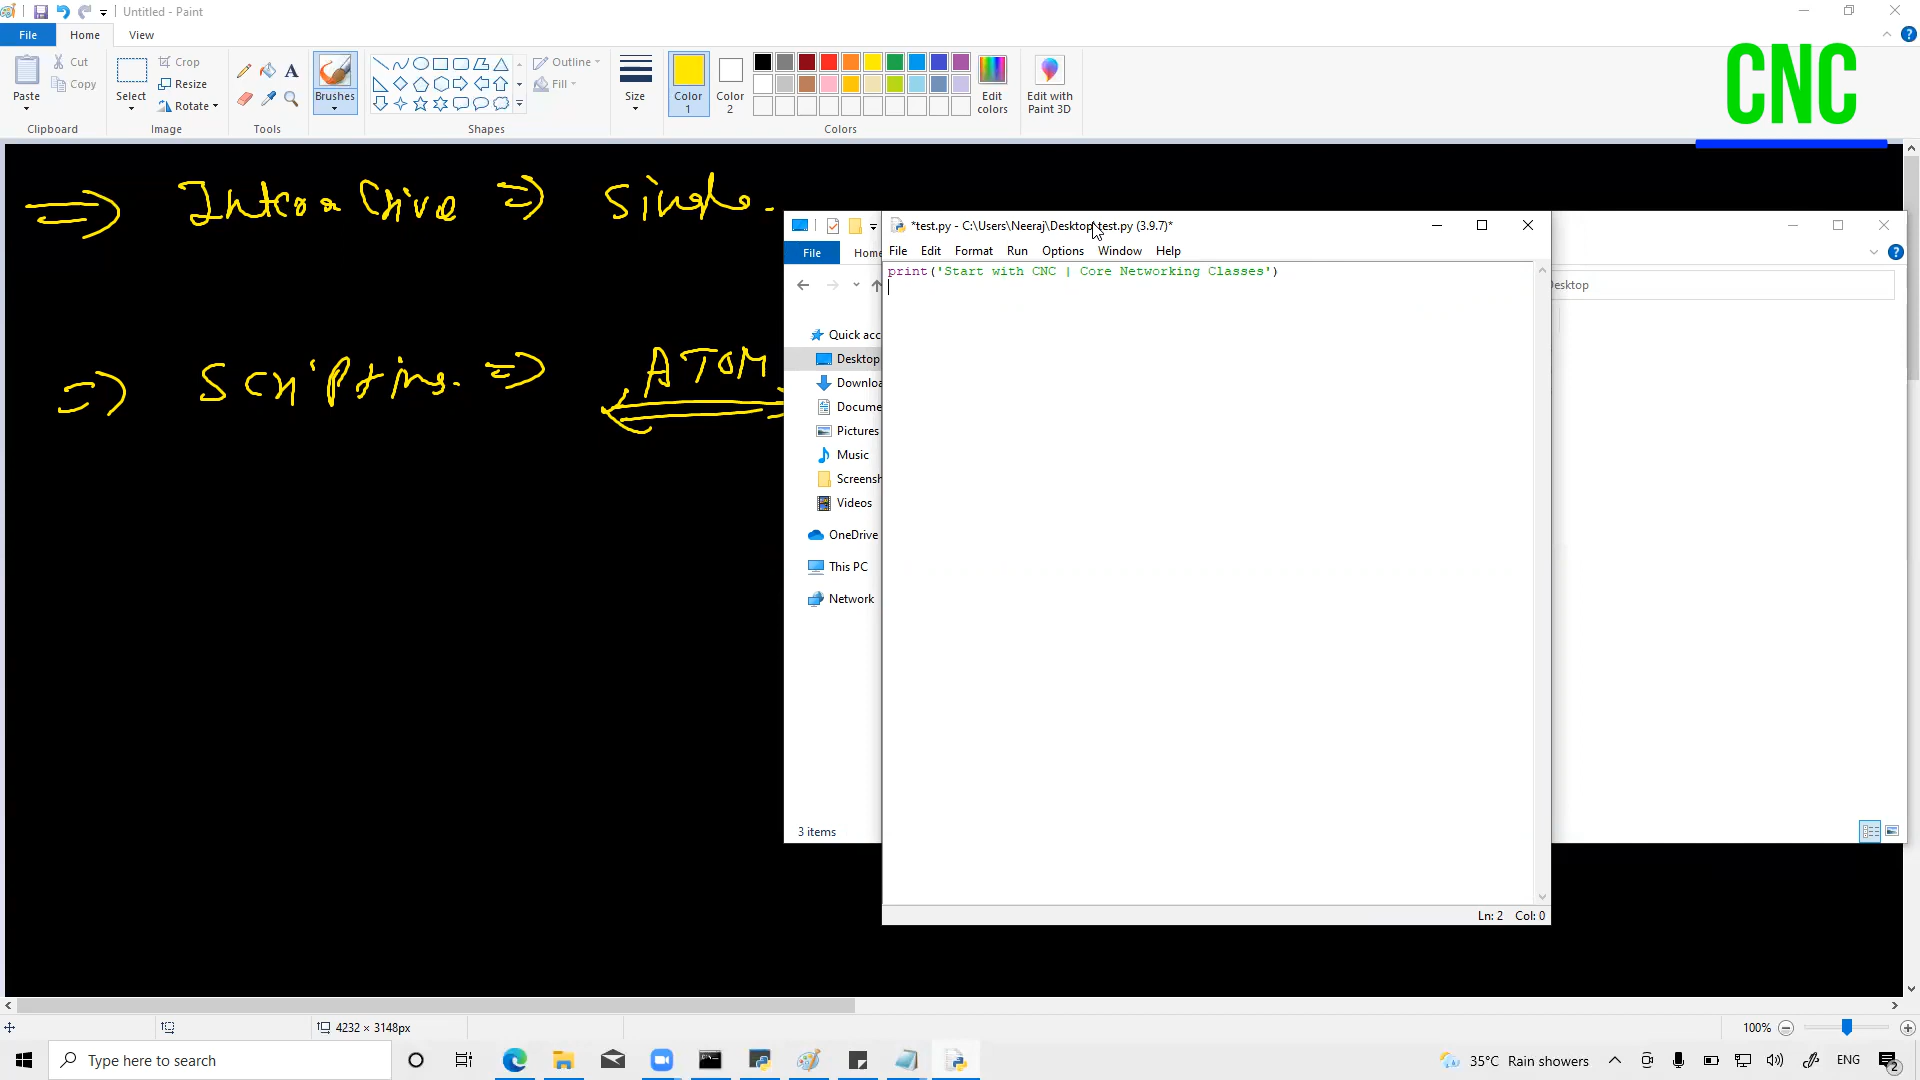 Untitled - Paint
File Home View
CNC
Paste
Cut
Copy
Clipboard
Select
Crop
Resize
Rotate
Image
Tools
Brushes
Shapes
Outline
Fill
Size
Color 1
Color 2
Colors
Edit colors
Edit with Paint 3D
Interactive => Single.
Scripting. =>
ATOM
File Home
Desktop
Quick acc
Desktop
Downloa
Docume
Pictures
Music
Screensh
Videos
OneDrive
This PC
Network
3 items
*test.py - C:\Users\Neeraj\Desktop\test.py (3.9.7)*
File Edit Format Run Options Window Help
print('Start with CNC | Core Networking Classes')
Ln: 2 Col: 0
4232 × 3148px
100%
Type here to search
35°C Rain showers
ENG
2